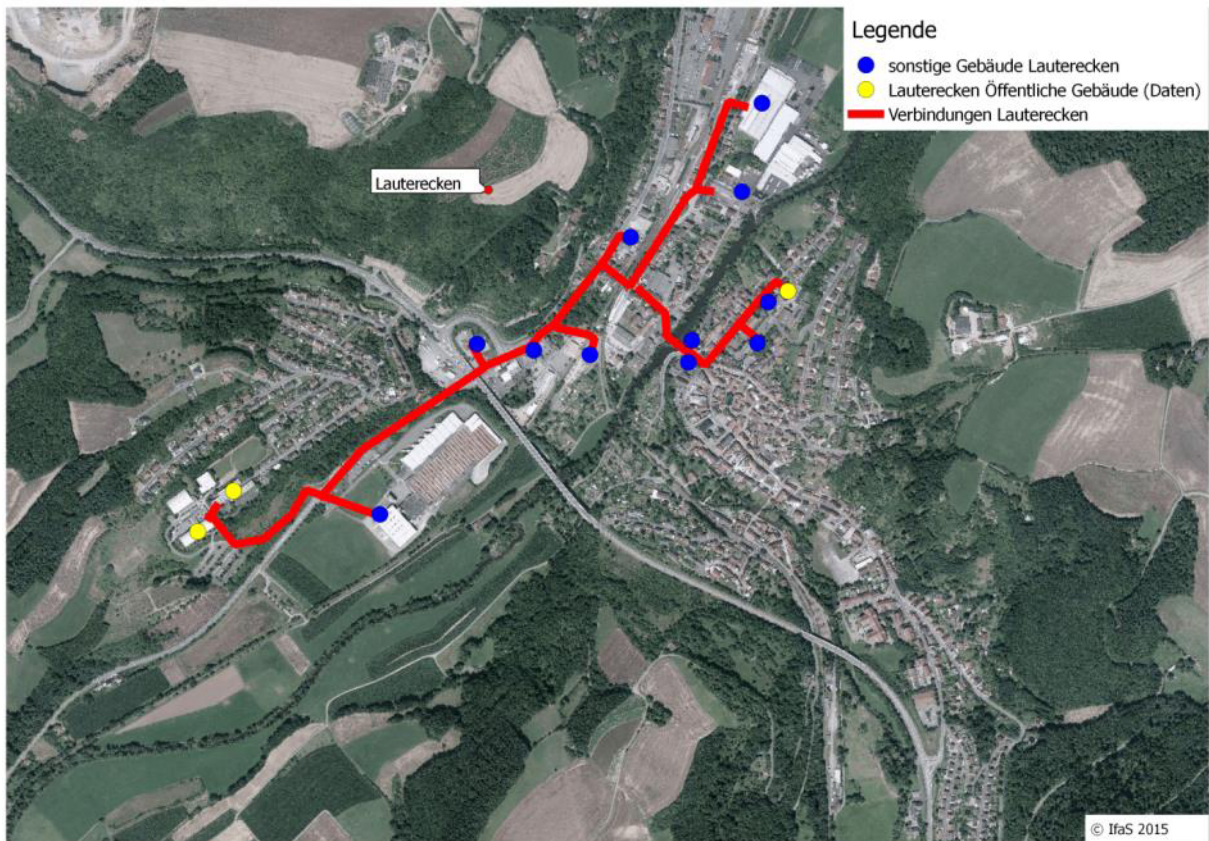 Legende
sonstige Gebäude Lauterecken
Lauterecken Öffentliche Gebäude (Daten)
Verbindungen Lauterecken
Lauterecken
© IfaS 2015